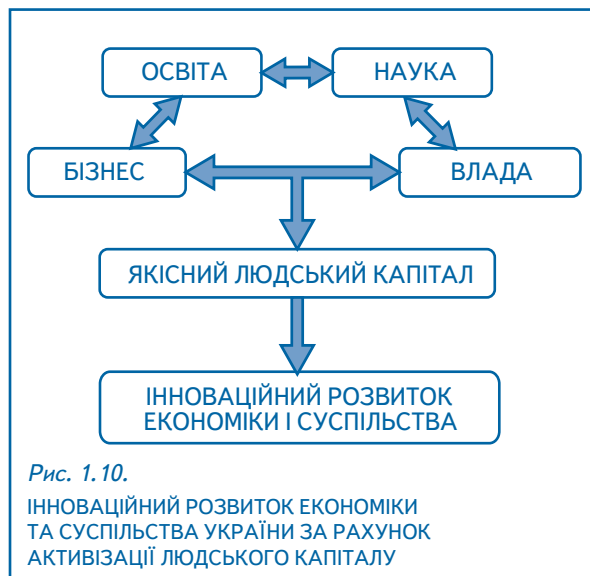 ОСВІТА
НАУКА
БІЗНЕС
ВЛАДА
ЯКІСНИЙ ЛЮДСЬКИЙ КАПІТАЛ
ІННОВАЦІЙНИЙ РОЗВИТОК
ЕКОНОМІКИ І СУСПІЛЬСТВА
Рис. 1.10.
ІННОВАЦІЙНИЙ РОЗВИТОК ЕКОНОМІКИ
ТА СУСПІЛЬСТВА УКРАЇНИ ЗА РАХУНОК
АКТИВІЗАЦІЇ ЛЮДСЬКОГО КАПІТАЛУ